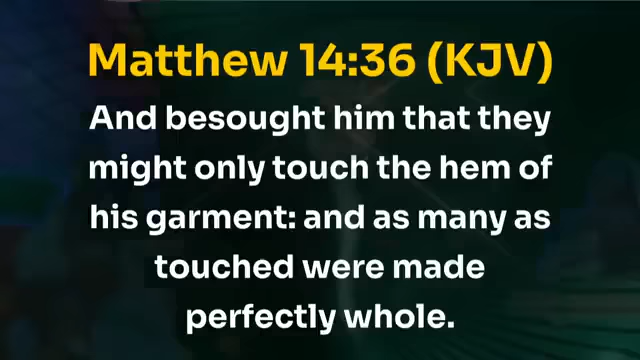 Matthew 14:36 (KJV)
And besought him that they
might only touch the hem of
his garment: and as many as
touched were made
perfectly whole.